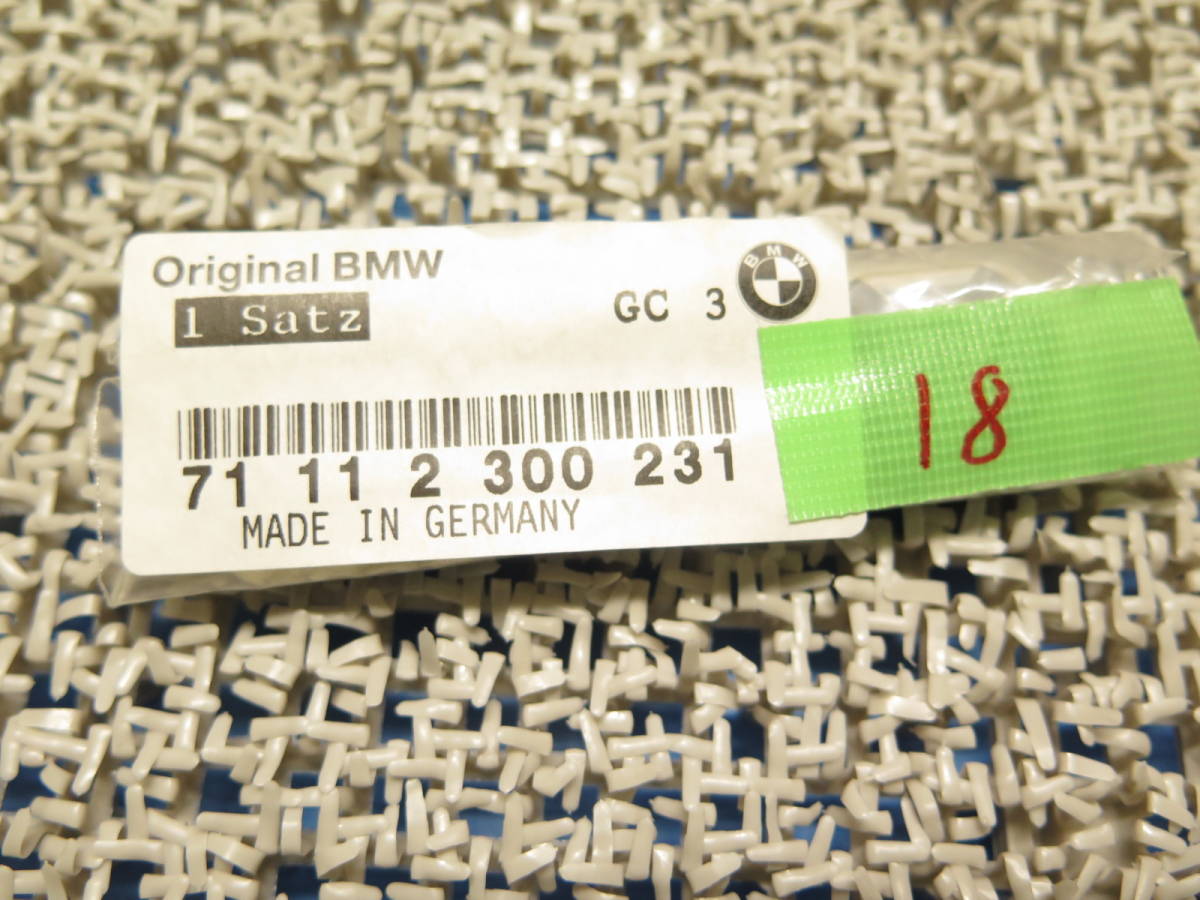 Original BMW
1 Satz
GC 3
BMW
18
71 11 2 300 231
MADE IN GERMANY